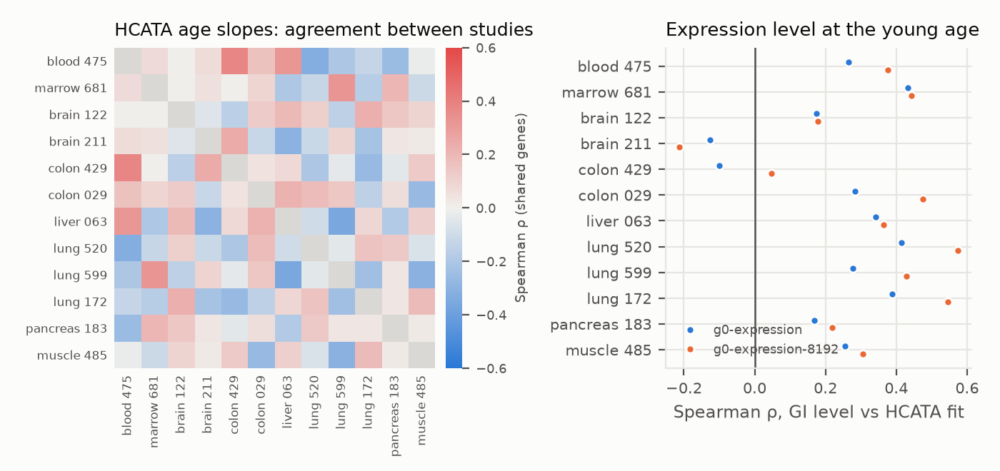 HCATA age slopes: agreement between studies
blood 475
marrow 681
brain 122
brain 211
colon 429
colon 029
liver 063
lung 520
lung 599
lung 172
pancreas 183
muscle 485
blood 475
marrow 681
brain 122
brain 211
colon 429
colon 029
liver 063
lung 520
lung 599
lung 172
pancreas 183
muscle 485
0.6
0.4
0.2
0.0
−0.2
−0.4
−0.6
Spearman ρ (shared genes)
Expression level at the young age
blood 475
marrow 681
brain 122
brain 211
colon 429
colon 029
liver 063
lung 520
lung 599
lung 172
pancreas 183
muscle 485
g0-expression
g0-expression-8192
−0.2 0.0 0.2 0.4 0.6
Spearman ρ, GI level vs HCATA fit